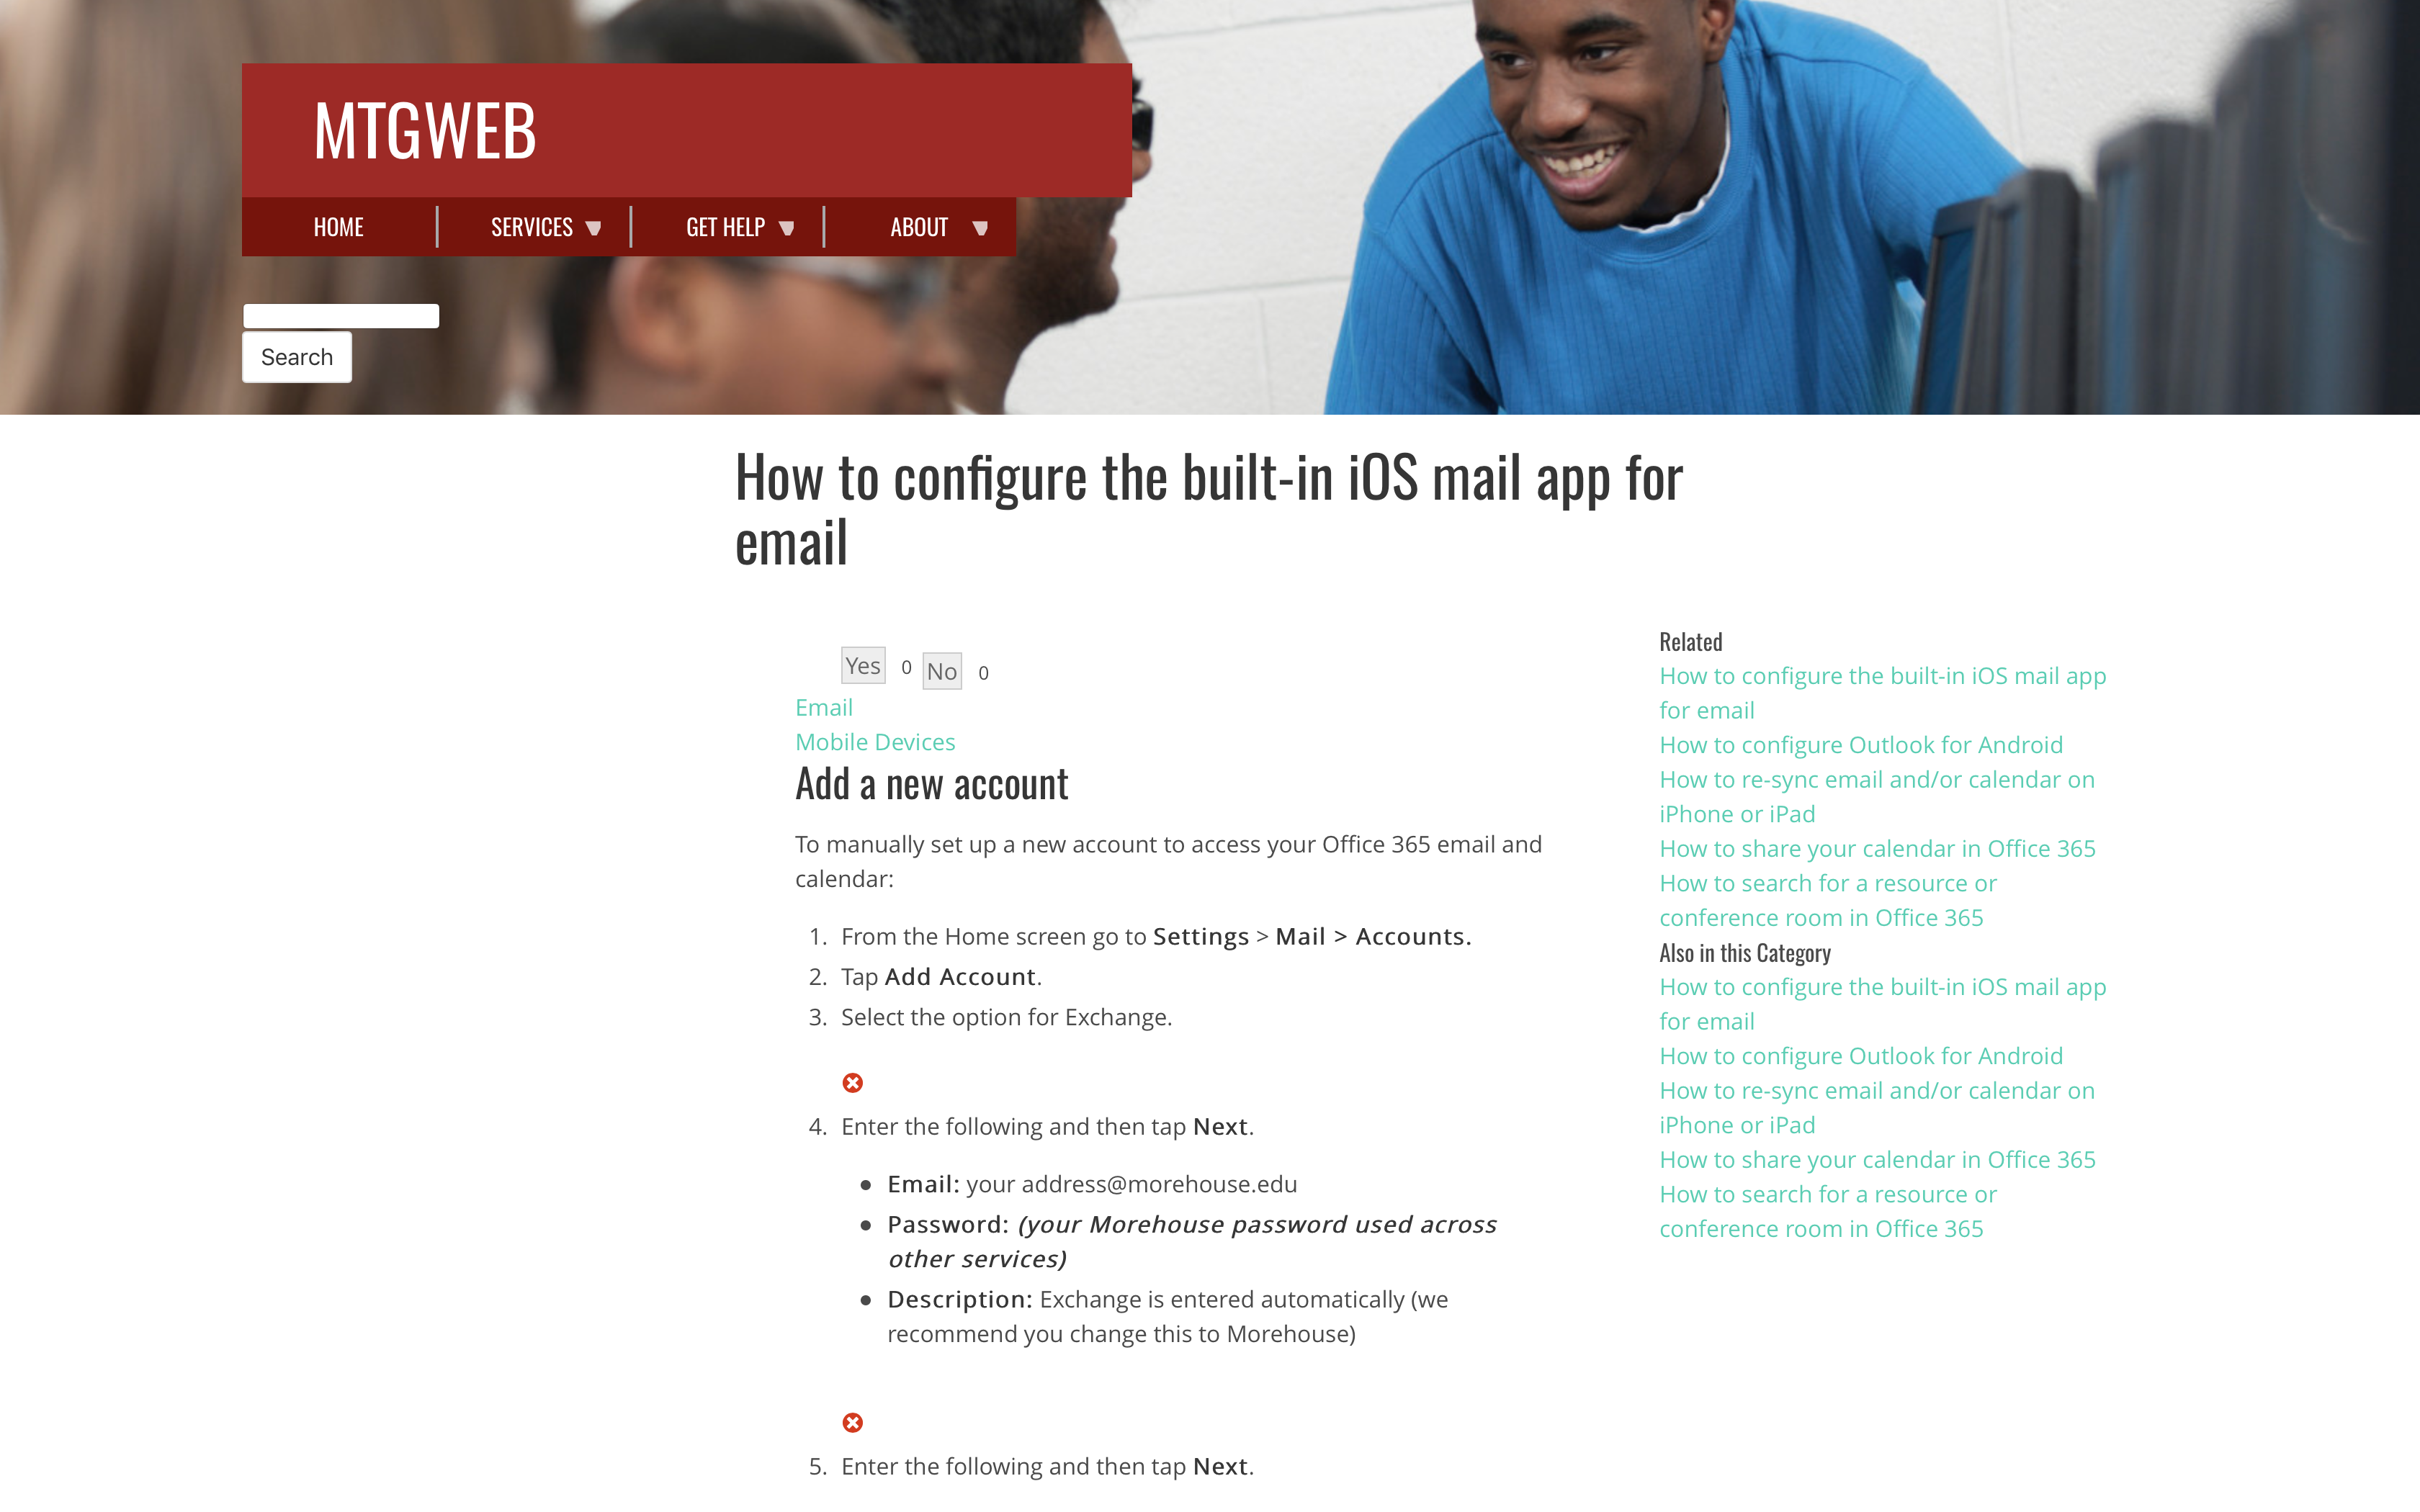 MTGWEB
HOME
SERVICES
GET HELP
ABOUT
Search
How to configure the built-in iOS mail app for
email
Yes 0 No 0
Email
Mobile Devices
Add a new account
To manually set up a new account to access your Office 365 email and
calendar:
1. From the Home screen go to Settings > Mail > Accounts.
2. Tap Add Account.
3. Select the option for Exchange.
4. Enter the following and then tap Next.
● Email: your address@morehouse.edu
● Password: (your Morehouse password used across
other services)
● Description: Exchange is entered automatically (we
recommend you change this to Morehouse)
5. Enter the following and then tap Next.
Related
How to configure the built-in iOS mail app
for email
How to configure Outlook for Android
How to re-sync email and/or calendar on
iPhone or iPad
How to share your calendar in Office 365
How to search for a resource or
conference room in Office 365
Also in this Category
How to configure the built-in iOS mail app
for email
How to configure Outlook for Android
How to re-sync email and/or calendar on
iPhone or iPad
How to share your calendar in Office 365
How to search for a resource or
conference room in Office 365